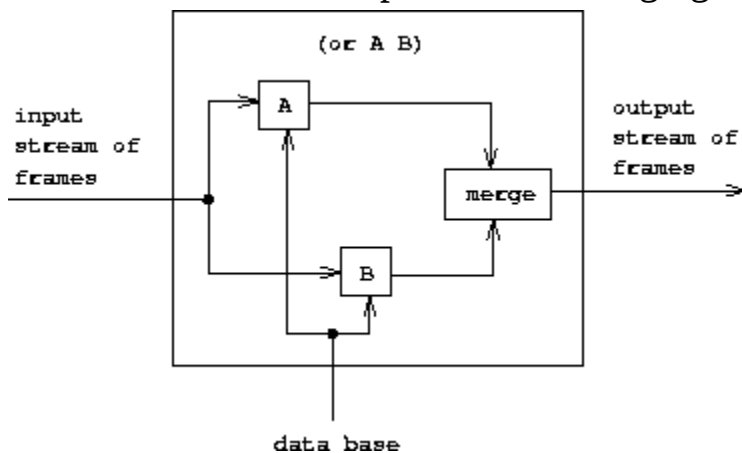 (or A B)
input
stream of
frames
A
output
stream of
frames
merge
B
data base